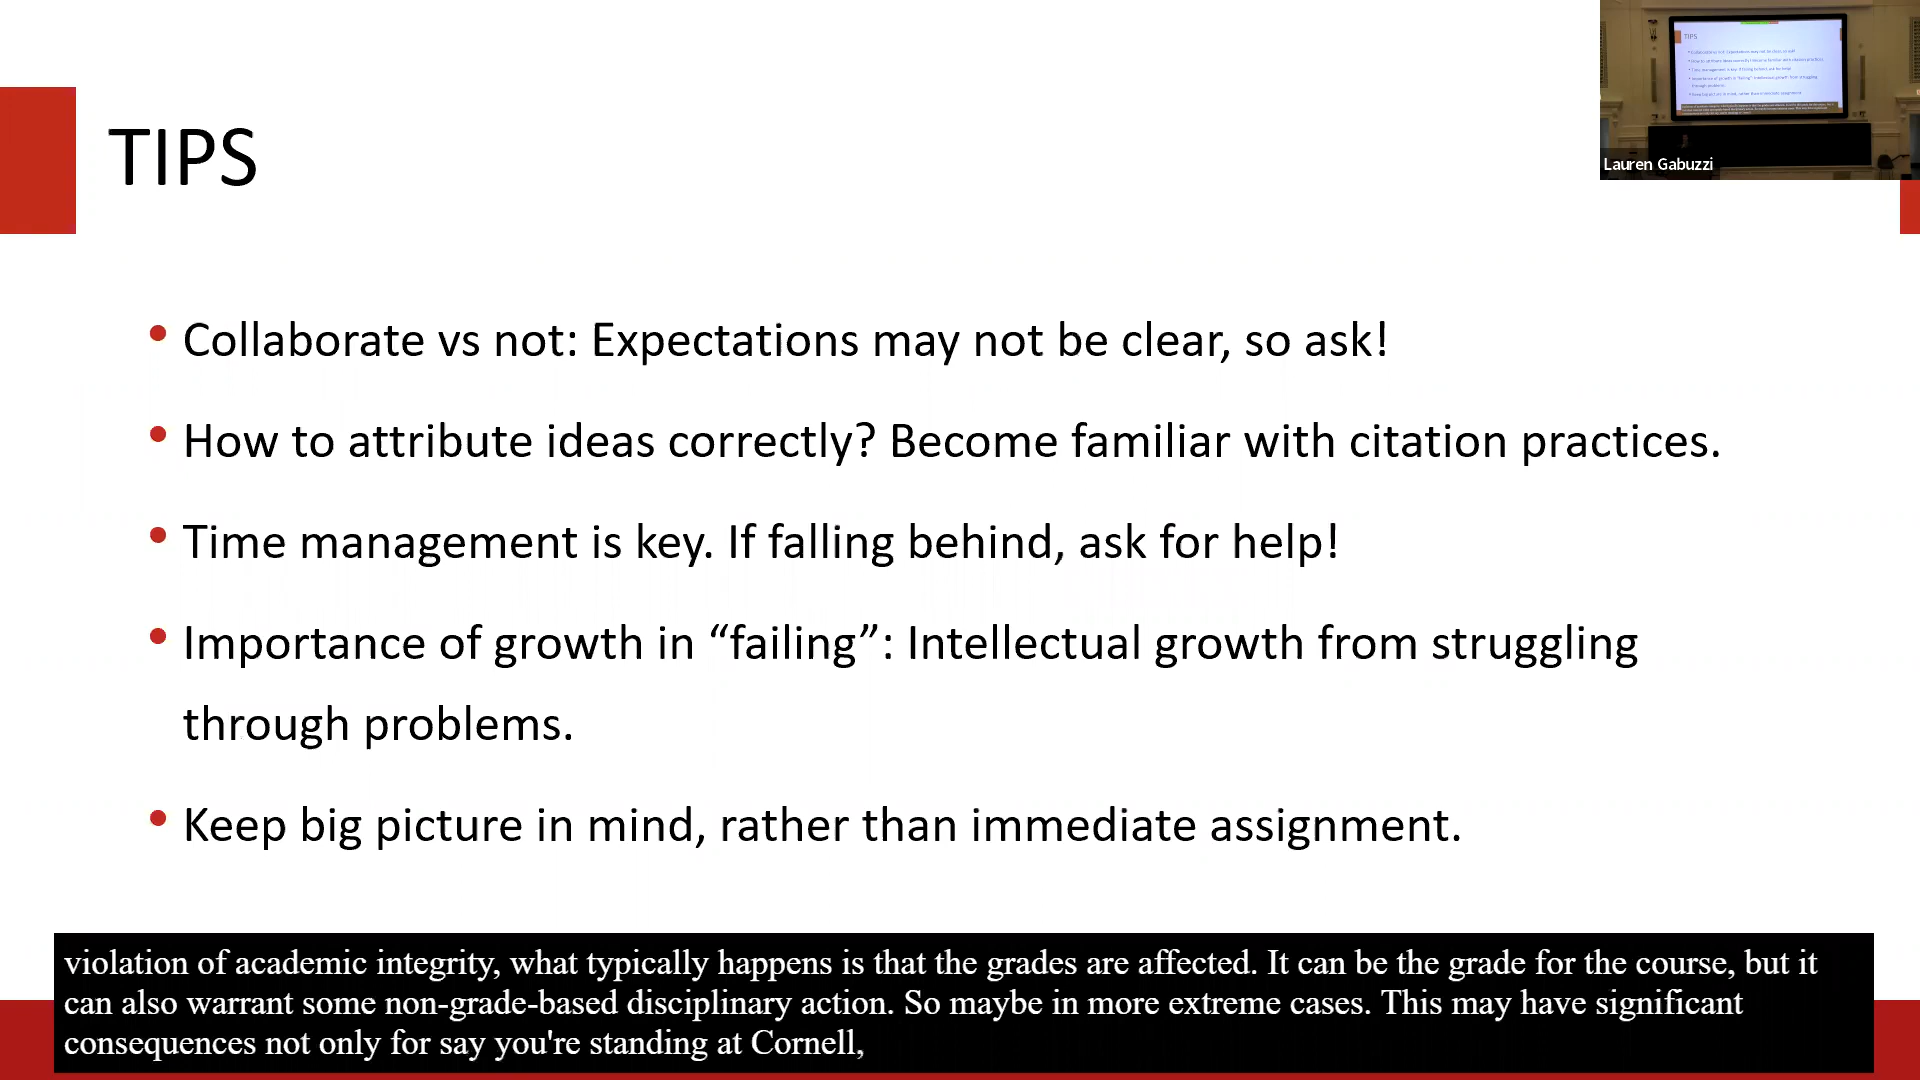 TIPS
Lauren Gabuzzi
• Collaborate vs not: Expectations may not be clear, so ask!
• How to attribute ideas correctly? Become familiar with citation practices.
• Time management is key. If falling behind, ask for help!
• Importance of growth in “failing”: Intellectual growth from struggling
through problems.
• Keep big picture in mind, rather than immediate assignment.
violation of academic integrity, what typically happens is that the grades are affected. It can be the grade for the course, but it
can also warrant some non-grade-based disciplinary action. So maybe in more extreme cases. This may have significant
consequences not only for say you're standing at Cornell,